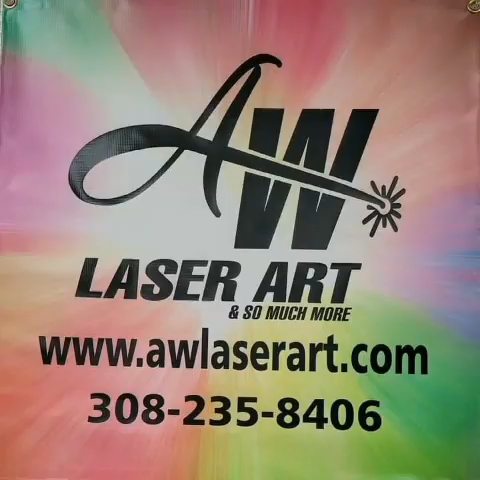 AW
LASER ART
& SO MUCH MORE
www.awlaserart.com
308-235-8406